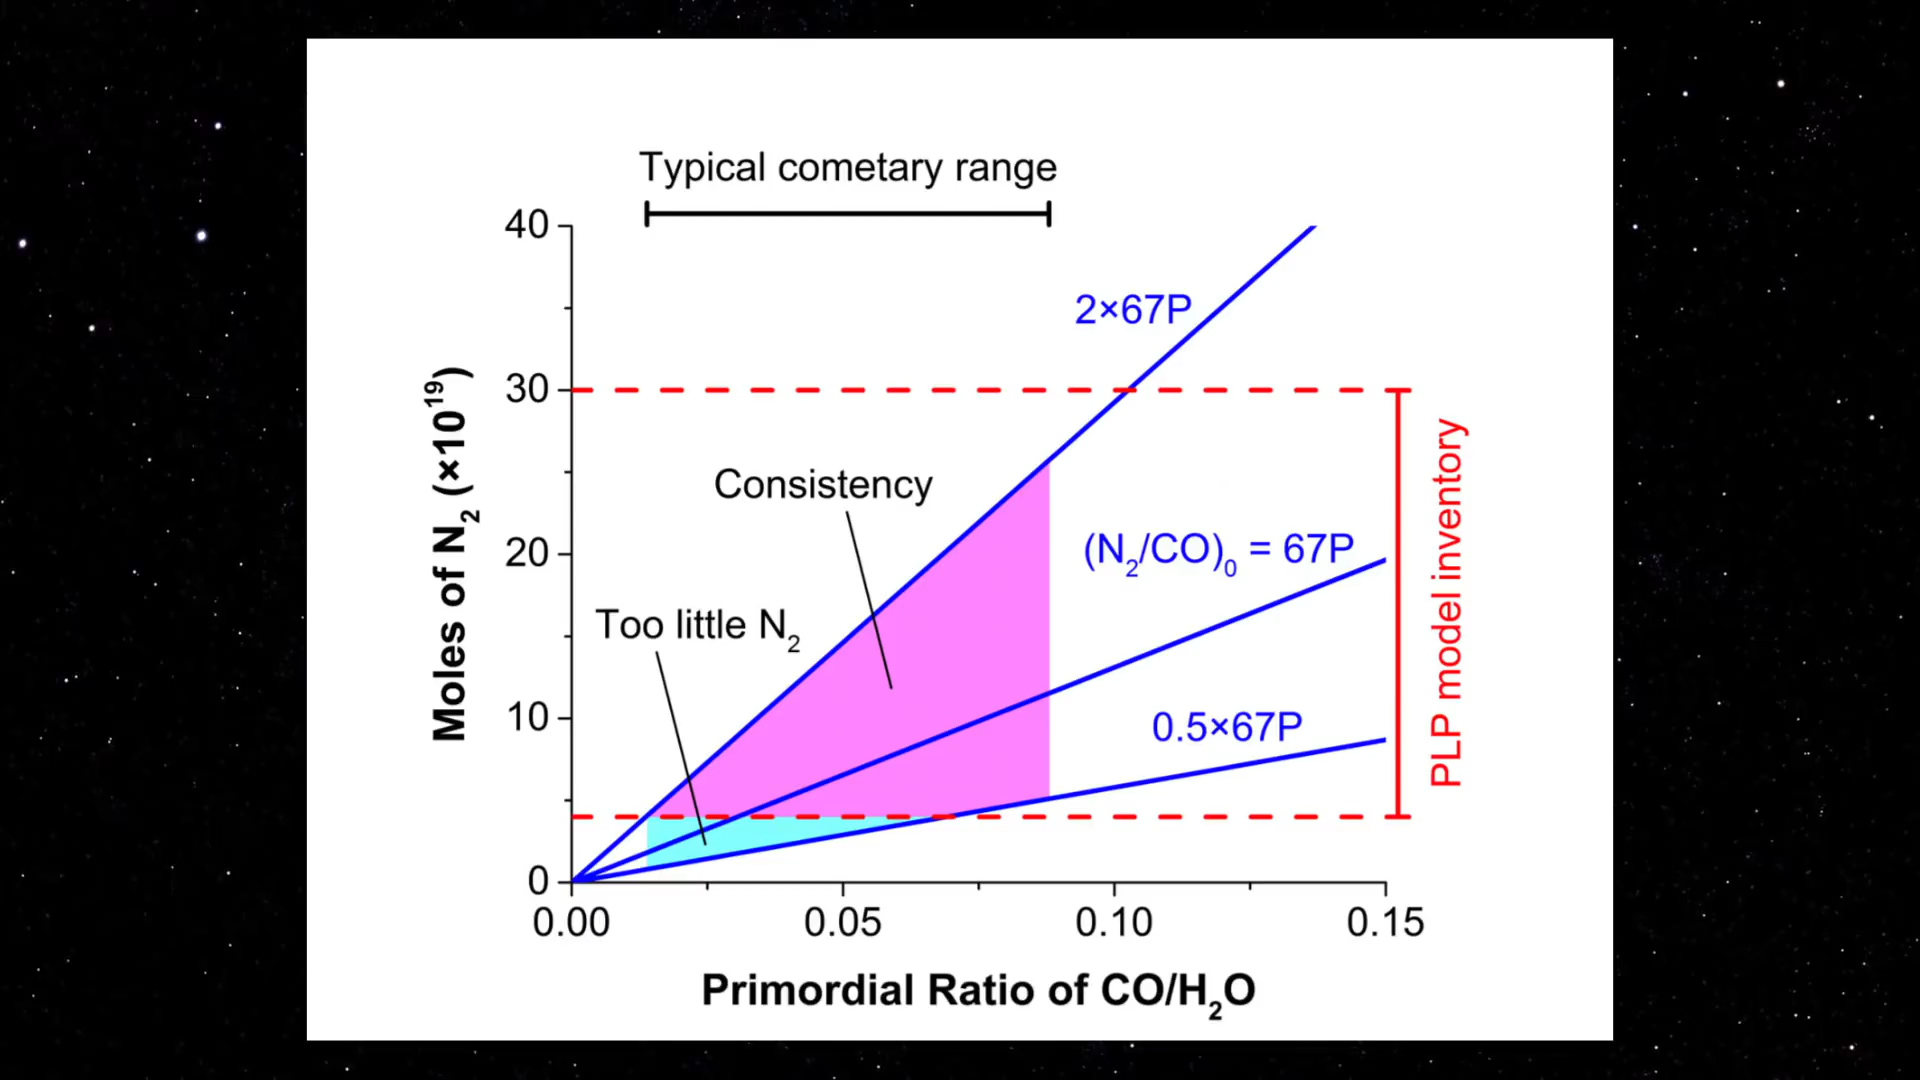 Typical cometary range
40
2×67P
30
Consistency
(N₂/CO)₀ = 67P
20
Too little N₂
10
0.5×67P
0
0.00 0.05 0.10 0.15
Primordial Ratio of CO/H₂O
Moles of N₂ (×10¹⁹)
PLP model inventory